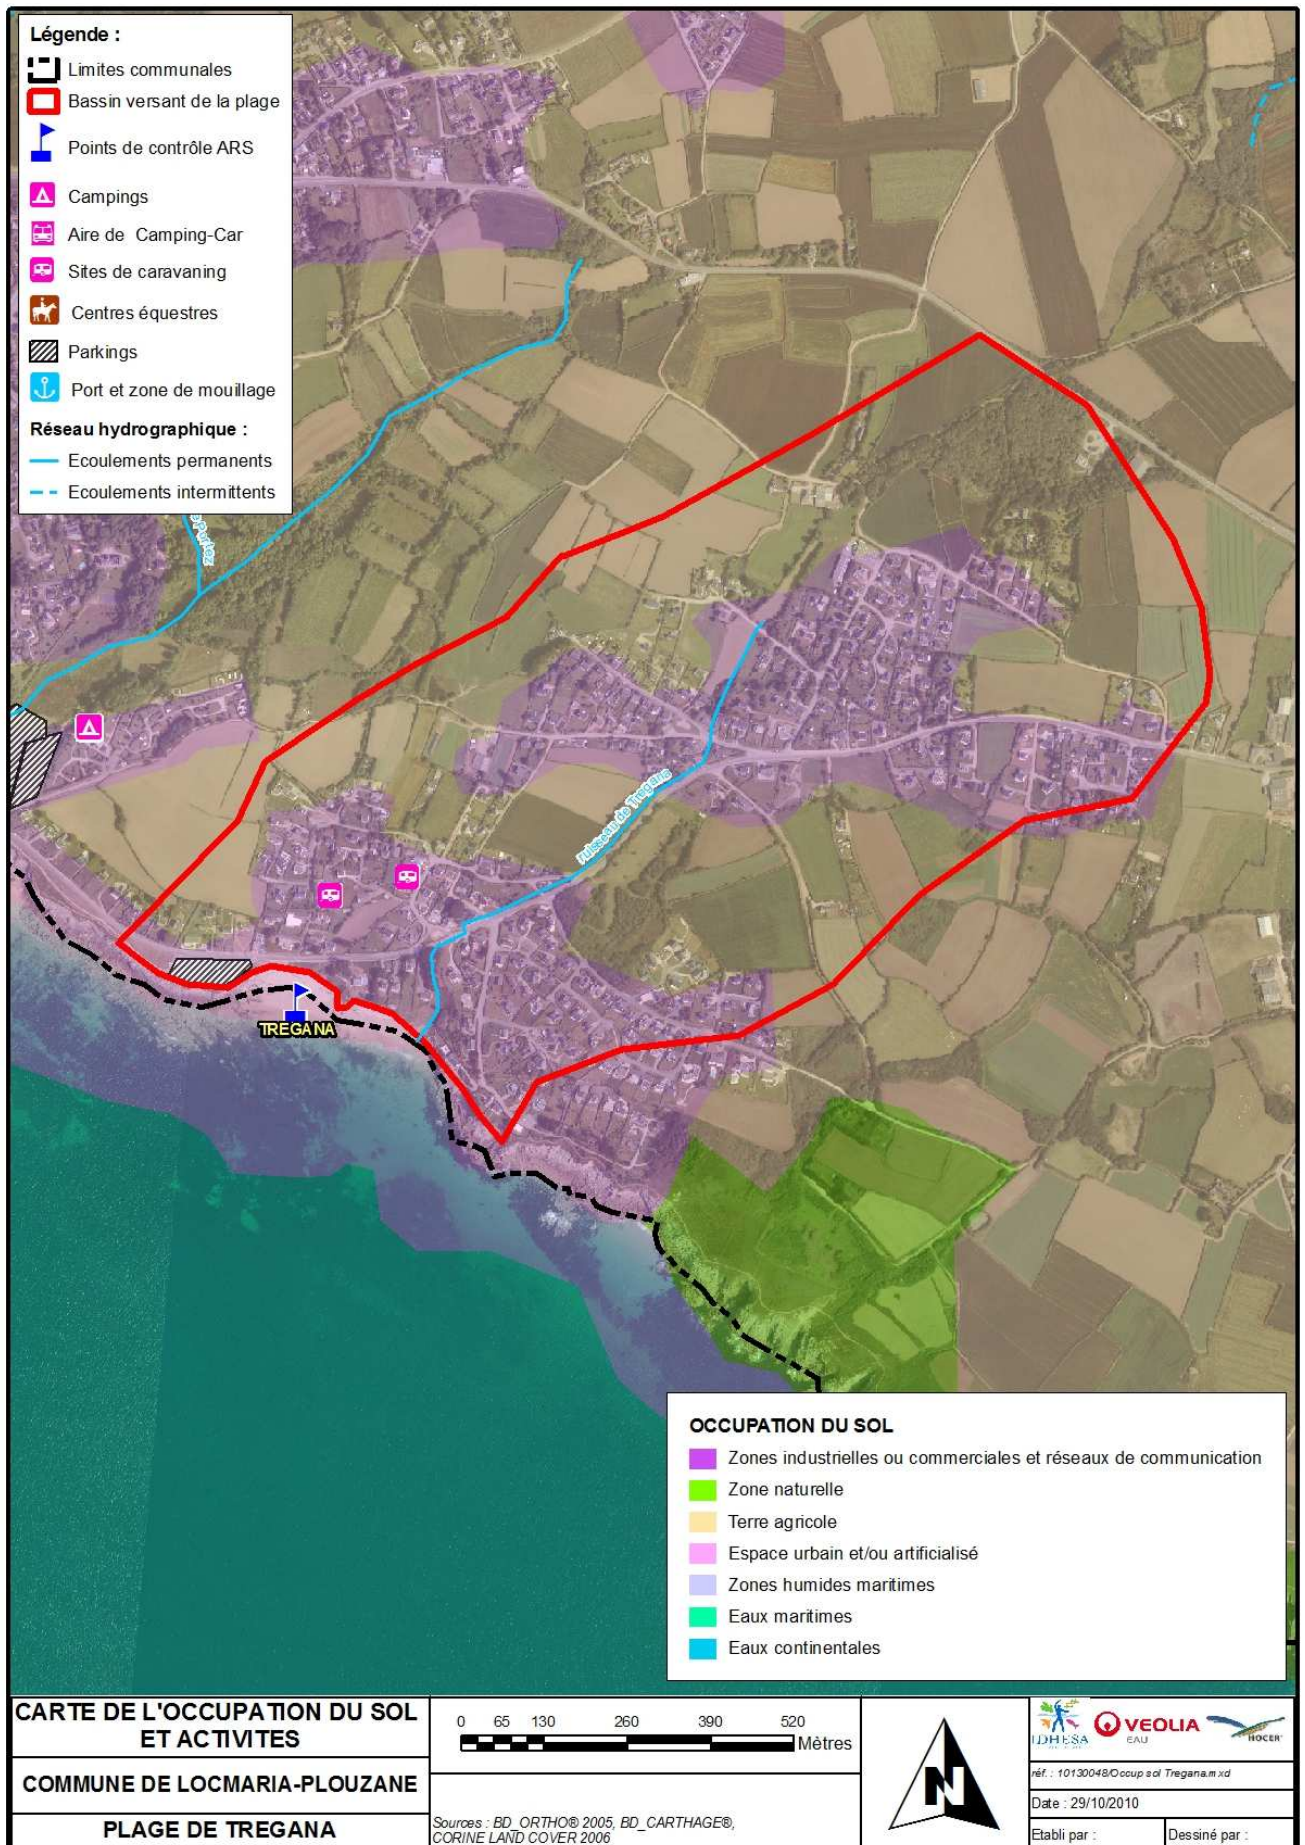 Légende :
Limites communales
Bassin versant de la plage
Points de contrôle ARS
Campings
Aire de Camping-Car
Sites de caravaning
Centres équestres
Parkings
Port et zone de mouillage
Réseau hydrographique :
Ecoulements permanents
Ecoulements intermittents
ruisseau de Tregana
TREGANA
OCCUPATION DU SOL
Zones industrielles ou commerciales et réseaux de communication
Zone naturelle
Terre agricole
Espace urbain et/ou artificialisé
Zones humides maritimes
Eaux maritimes
Eaux continentales
CARTE DE L'OCCUPATION DU SOL
ET ACTIVITES
COMMUNE DE LOCMARIA-PLOUZANE
PLAGE DE TREGANA
0 65 130 260 390 520
Mètres
Sources : BD_ORTHO® 2005, BD_CARTHAGE®,
CORINE LAND COVER 2006
N
IDHESA
VEOLIA
EAU
HOCER
réf. : 10130048/Occup sol Tregana.mxd
Date : 29/10/2010
Etabli par :
Dessiné par :